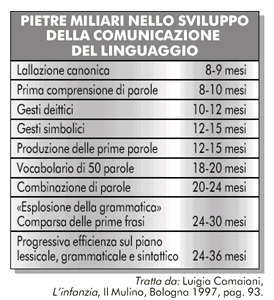 PIETRE MILIARI NELLO SVILUPPO
DELLA COMUNICAZIONE
DEL LINGUAGGIO
Lallazione canonica 8-9 mesi
Prima comprensione di parole 8-10 mesi
Gesti deittici 10-12 mesi
Gesti simbolici 12-15 mesi
Produzione delle prime parole 12-15 mesi
Vocabolario di 50 parole 18-20 mesi
Combinazione di parole 20-24 mesi
«Esplosione della grammatica»
Comparsa delle prime frasi 24-30 mesi
Progressiva efficienza sul piano
lessicale, grammaticale e sintattico 24-36 mesi
Tratta da: Luigia Camaioni,
L'infanzia, Il Mulino, Bologna 1997, pag. 93.